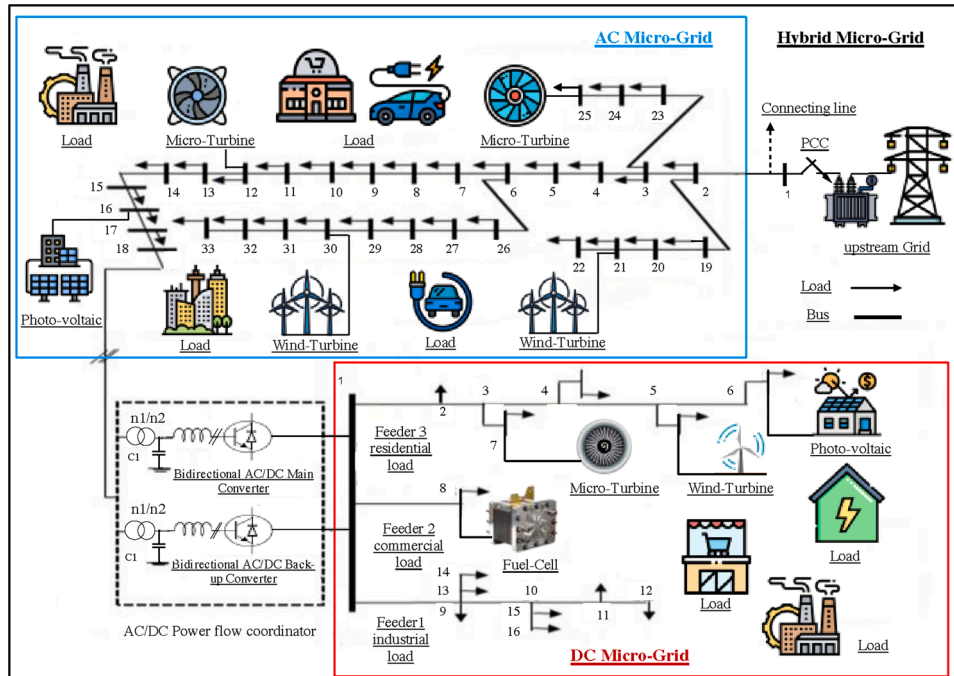 AC Micro-Grid
Hybrid Micro-Grid
Load
Micro-Turbine
Load
Micro-Turbine
25 24 23
Connecting line
PCC
15 14 13 12 11 10 9 8 7 6 5 4 3 2 1
16
17
18
33 32 31 30 29 28 27 26
22 21 20 19
upstream Grid
Photo-voltaic
Load
Wind-Turbine
Load
Wind-Turbine
Load
Bus
1
2 3 4 5 6
7
n1/n2
C1
Bidirectional AC/DC Main
Converter
n1/n2
C1
Bidirectional AC/DC Back-
up Converter
AC/DC Power flow coordinator
Feeder 3
residential
load
Micro-Turbine
Wind-Turbine
Photo-voltaic
8
Feeder 2
commercial
load
Fuel-Cell
Load
Load
14
13 10 12
9 15 11
16
Feeder1
industrial
load
Load
DC Micro-Grid